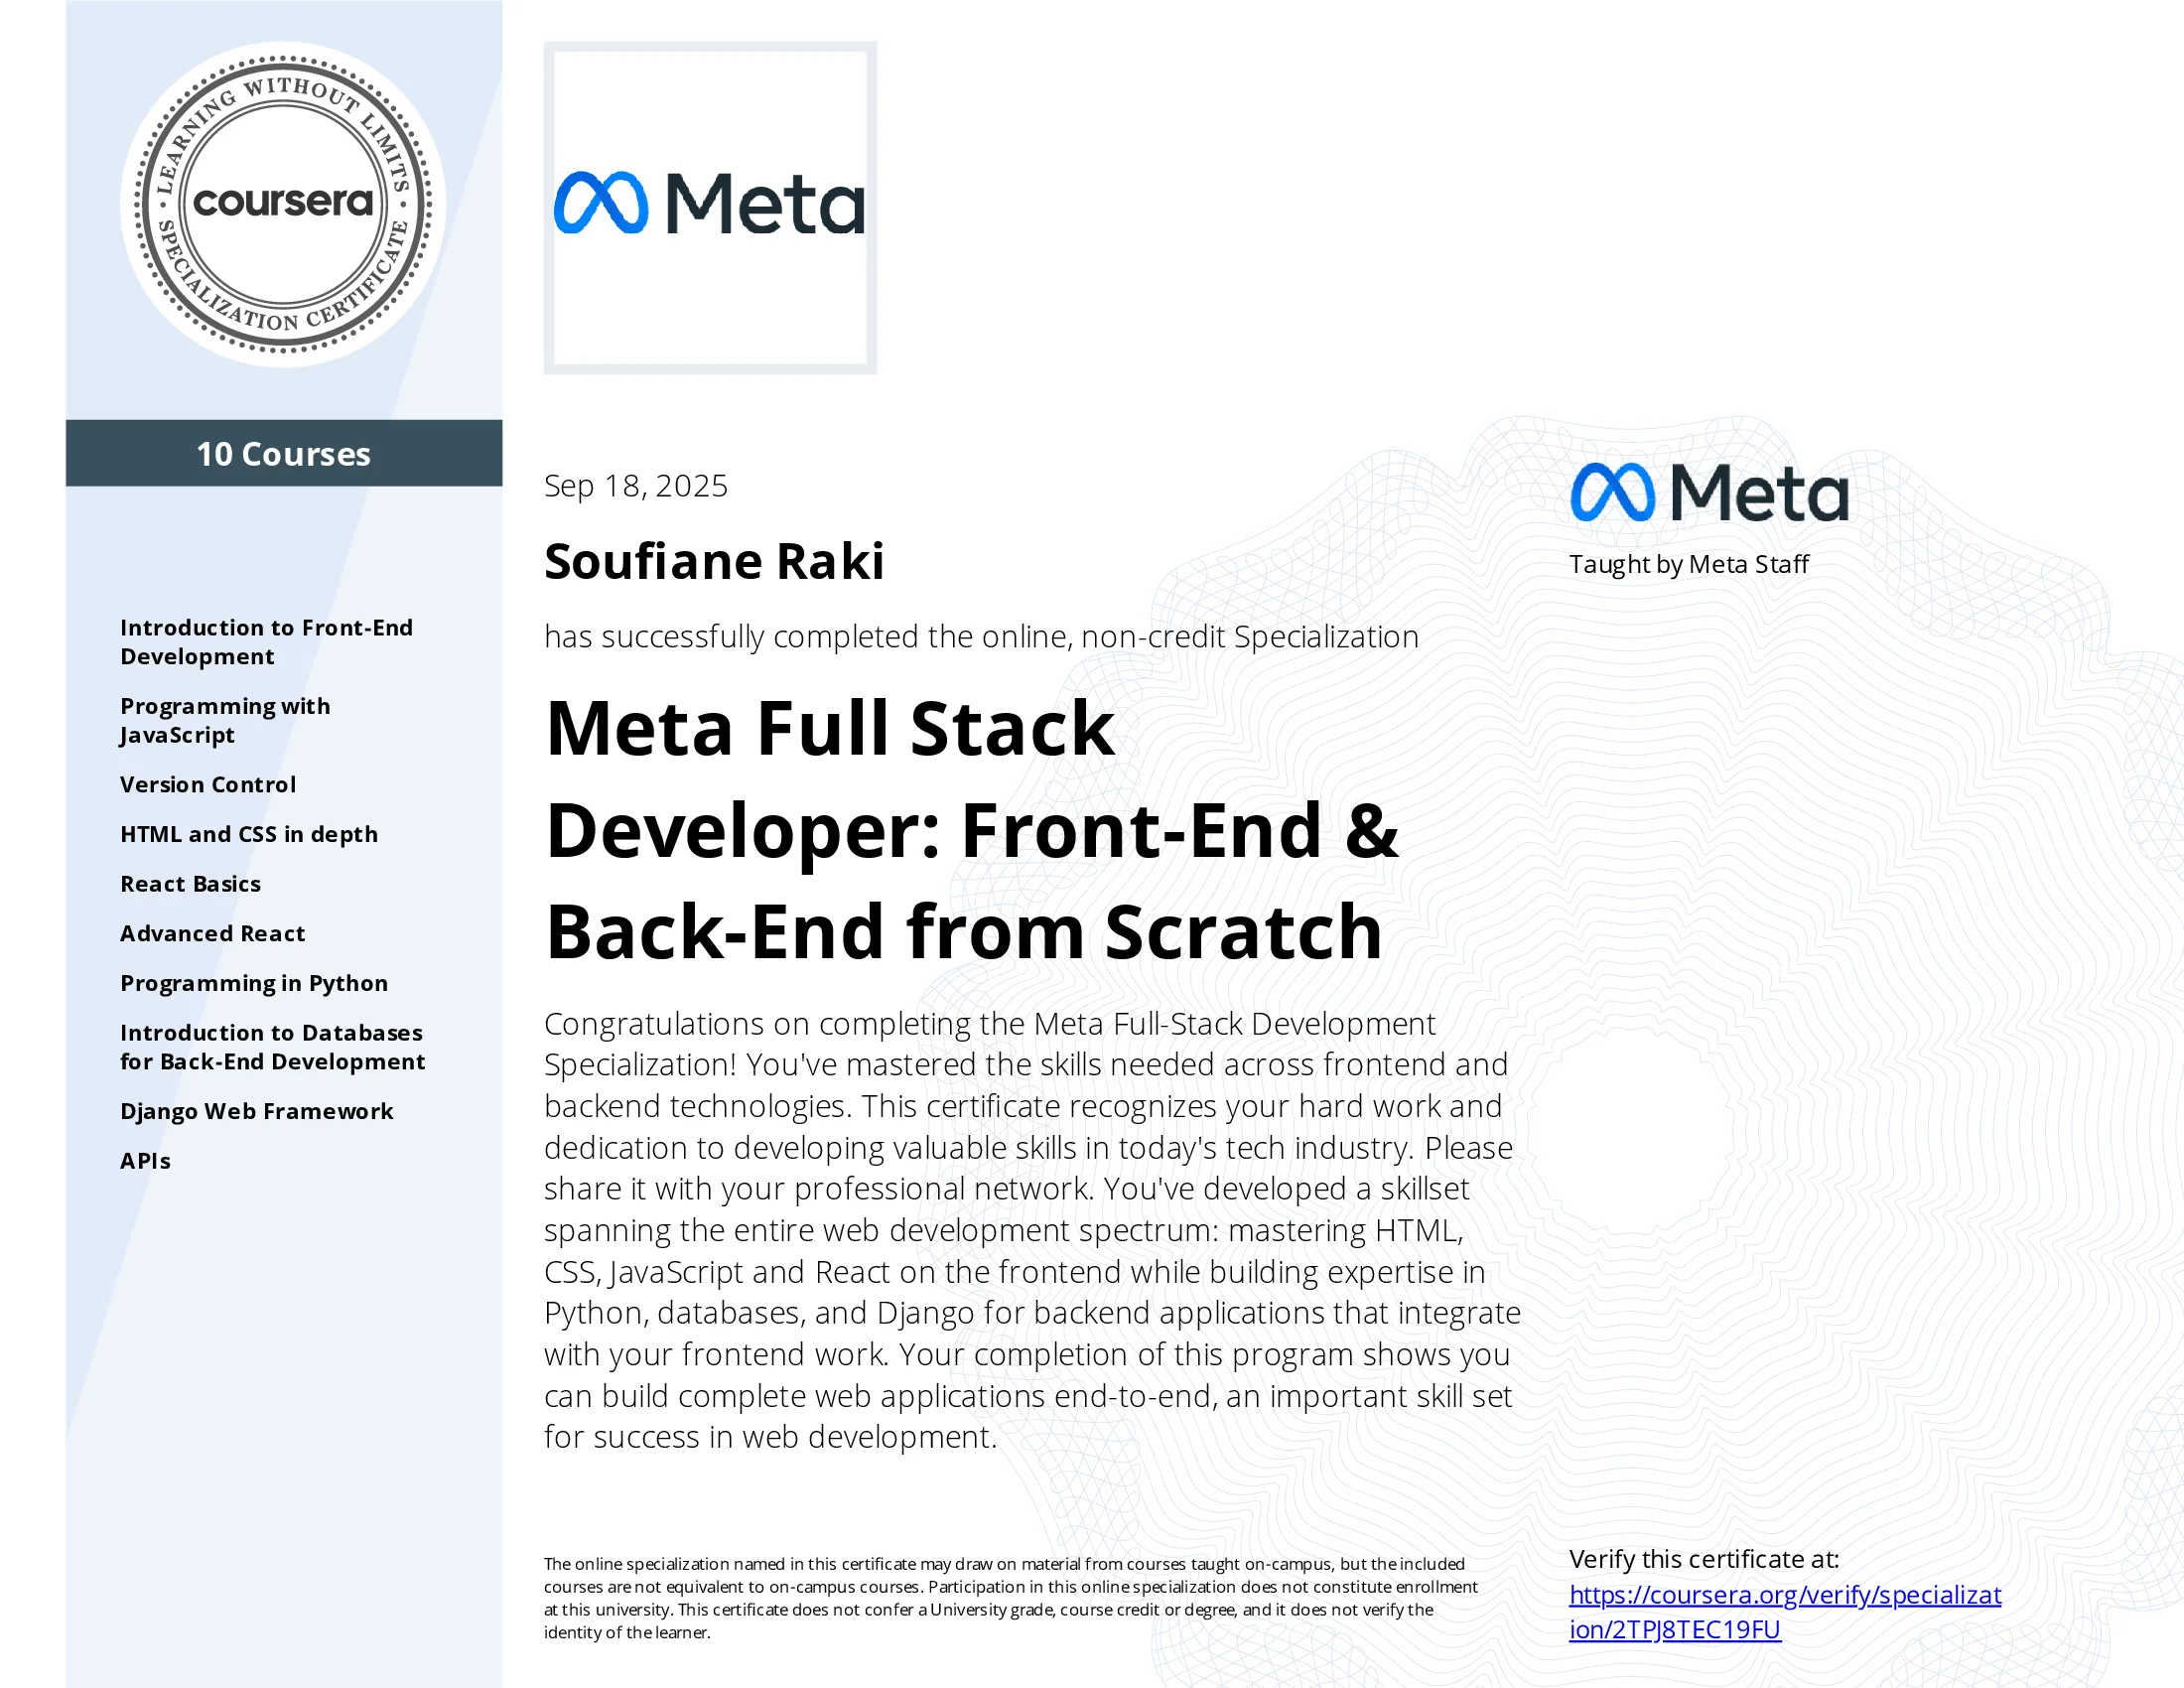 LEARNING WITHOUT LIMITS
coursera
SPECIALIZATION CERTIFICATE
10 Courses
Introduction to Front-End
Development
Programming with
JavaScript
Version Control
HTML and CSS in depth
React Basics
Advanced React
Programming in Python
Introduction to Databases
for Back-End Development
Django Web Framework
APIs
Meta
Sep 18, 2025
Soufiane Raki
has successfully completed the online, non-credit Specialization
Meta Full Stack
Developer: Front-End &
Back-End from Scratch
Congratulations on completing the Meta Full-Stack Development
Specialization! You've mastered the skills needed across frontend and
backend technologies. This certificate recognizes your hard work and
dedication to developing valuable skills in today's tech industry. Please
share it with your professional network. You've developed a skillset
spanning the entire web development spectrum: mastering HTML,
CSS, JavaScript and React on the frontend while building expertise in
Python, databases, and Django for backend applications that integrate
with your frontend work. Your completion of this program shows you
can build complete web applications end-to-end, an important skill set
for success in web development.
The online specialization named in this certificate may draw on material from courses taught on-campus, but the included
courses are not equivalent to on-campus courses. Participation in this online specialization does not constitute enrollment
at this university. This certificate does not confer a University grade, course credit or degree, and it does not verify the
identity of the learner.
Meta
Taught by Meta Staff
Verify this certificate at:
https://coursera.org/verify/specializat
ion/2TPJ8TEC19FU